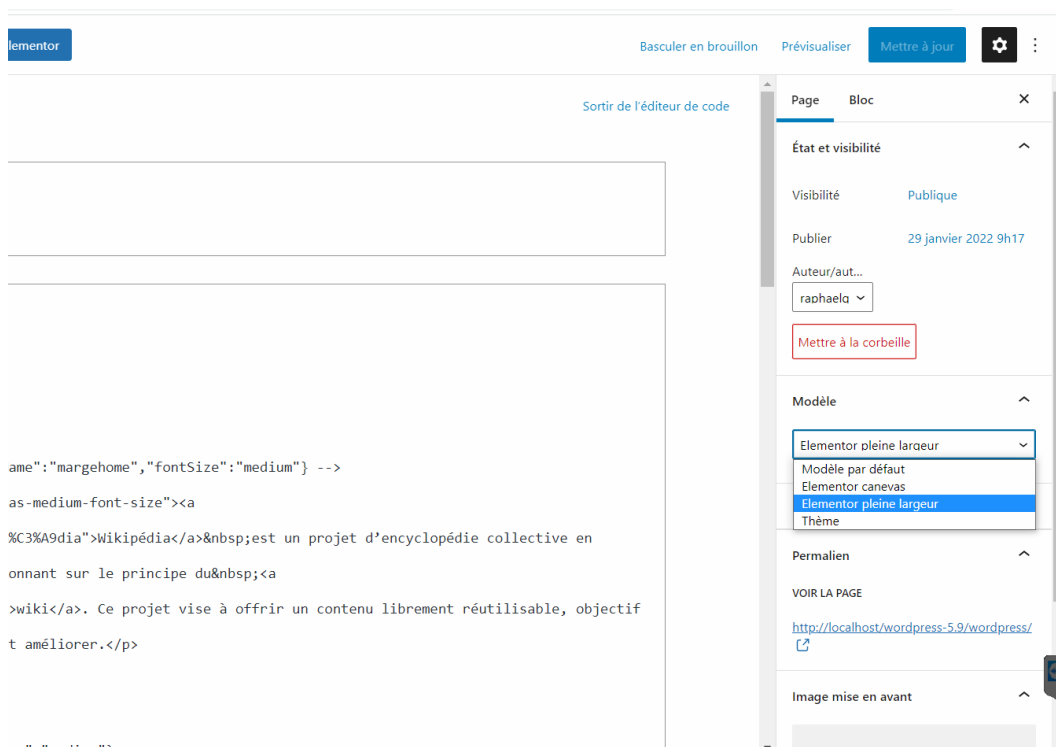 lementor
Basculer en brouillon
Prévisualiser
Mettre à jour
Sortir de l'éditeur de code
Page
Bloc
État et visibilité
Visibilité
Publique
Publier
29 janvier 2022 9h17
Auteur/aut...
raphaelg
Mettre à la corbeille
Modèle
Elementor pleine largeur
Modèle par défaut
Elementor canevas
Elementor pleine largeur
Thème
Permalien
VOIR LA PAGE
http://localhost/wordpress-5.9/wordpress/
Image mise en avant
ame":"margehome","fontSize":"medium"} -->
as-medium-font-size"><a
%C3%A9dia">Wikipédia</a>&nbsp;est un projet d’encyclopédie collective en
onnant sur le principe du&nbsp;<a
>wiki</a>. Ce projet vise à offrir un contenu librement réutilisable, objectif
t améliorer.</p>